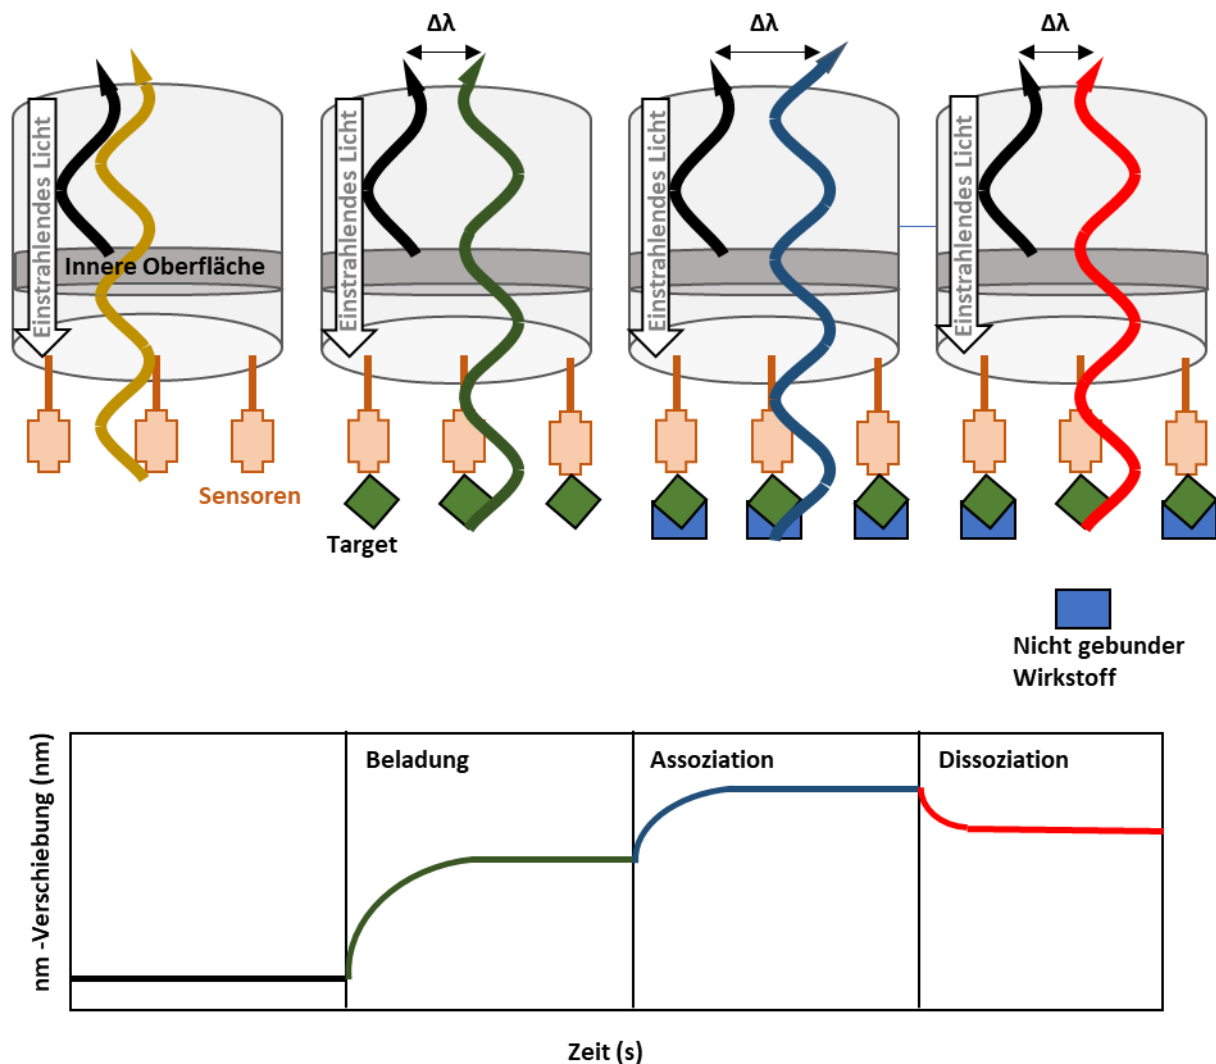 Δλ
Δλ
Δλ
Einstrahlendes Licht
Einstrahlendes Licht
Einstrahlendes Licht
Einstrahlendes Licht
Innere Oberfläche
Sensoren
Target
Nicht gebunder
Wirkstoff
Beladung
Assoziation
Dissoziation
nm -Verschiebung (nm)
Zeit (s)